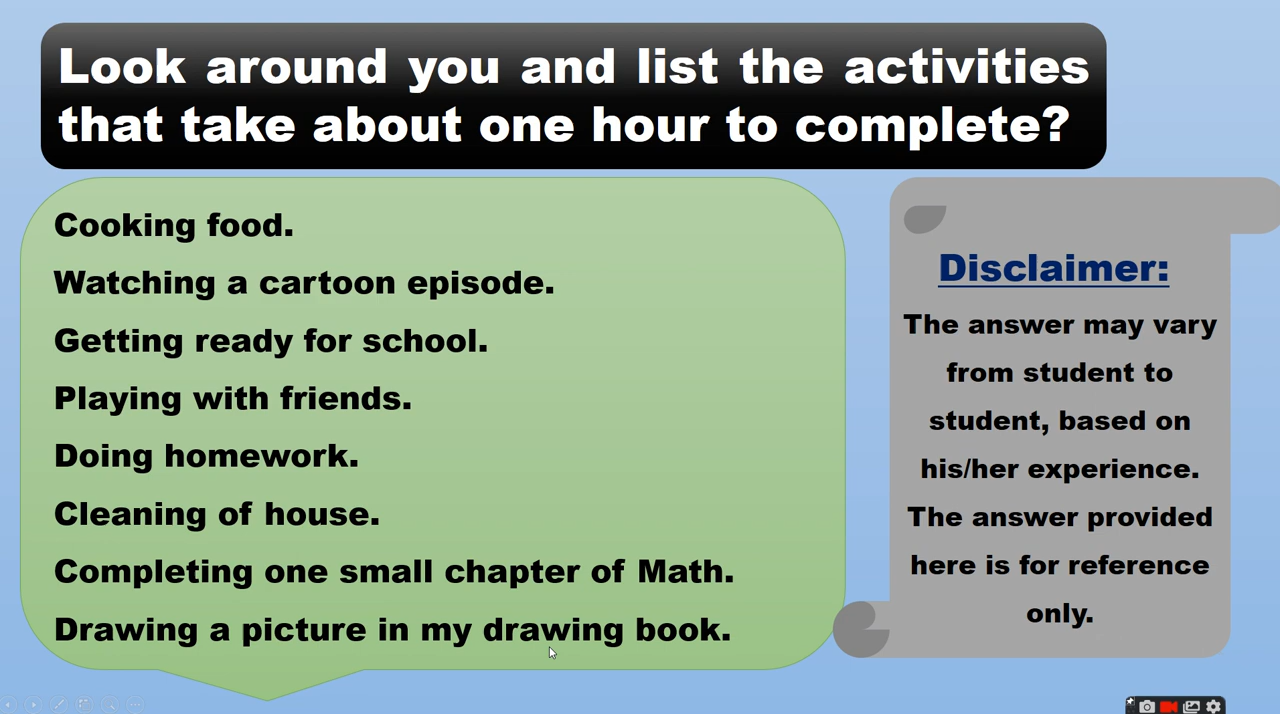 Look around you and list the activities
that take about one hour to complete?
Cooking food.
Watching a cartoon episode.
Getting ready for school.
Playing with friends.
Doing homework.
Cleaning of house.
Completing one small chapter of Math.
Drawing a picture in my drawing book.
Disclaimer:
The answer may vary
from student to
student, based on
his/her experience.
The answer provided
here is for reference
only.